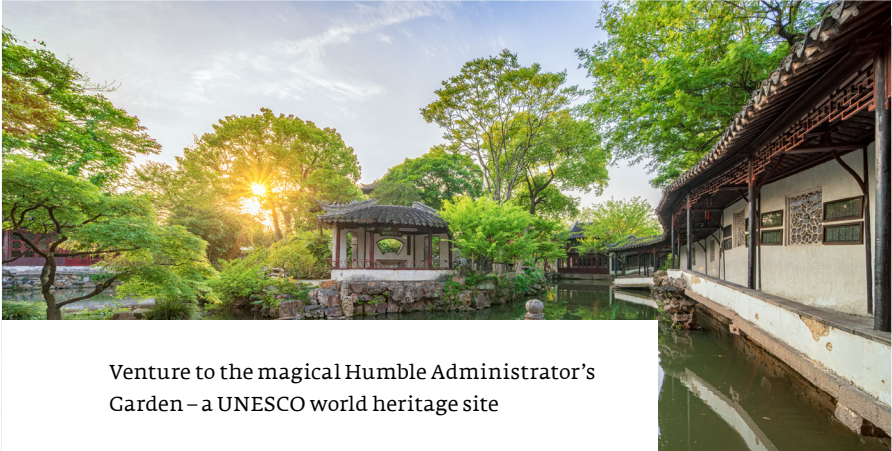 Venture to the magical Humble Administrator’s
Garden – a UNESCO world heritage site